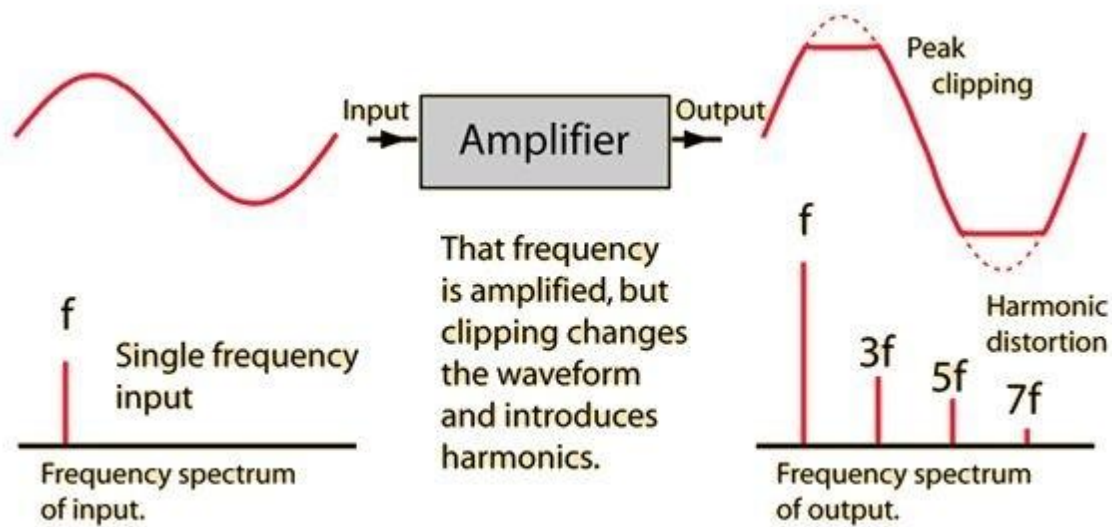 Input
Amplifier
Output
Peak
clipping
f
Single frequency
input
Frequency spectrum
of input.
That frequency
is amplified, but
clipping changes
the waveform
and introduces
harmonics.
f
3f
5f
7f
Harmonic
distortion
Frequency spectrum
of output.